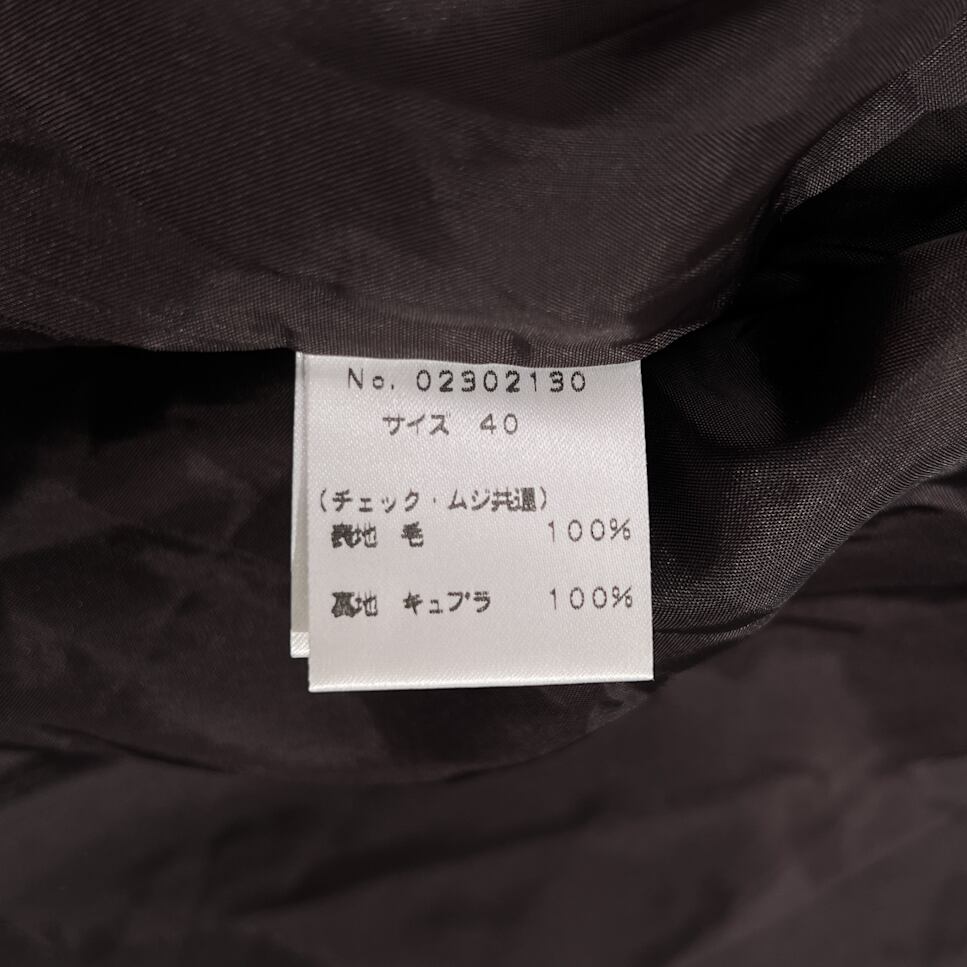 No. 02302130
サイズ 40
(チェック・ムジ共通)
表地 毛 100%
裏地 キュプラ 100%